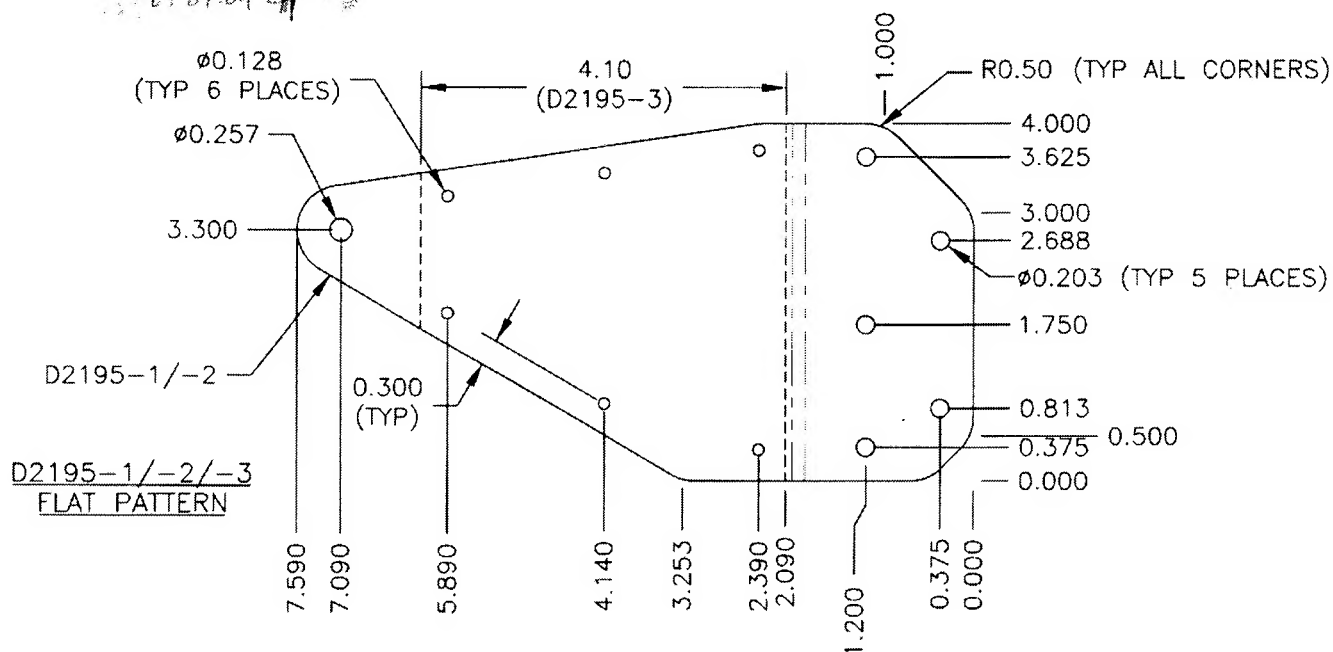 1.000
ø0.128
(TYP 6 PLACES)
4.10
(D2195-3)
R0.50 (TYP ALL CORNERS)
ø0.257
4.000
3.625
3.300
3.000
2.688
ø0.203 (TYP 5 PLACES)
1.750
D2195-1/-2
0.300
(TYP)
0.813
0.500
0.375
0.000
D2195-1/-2/-3
FLAT PATTERN
7.590
7.090
5.890
4.140
3.253
2.390
2.090
1.200
0.375
0.000